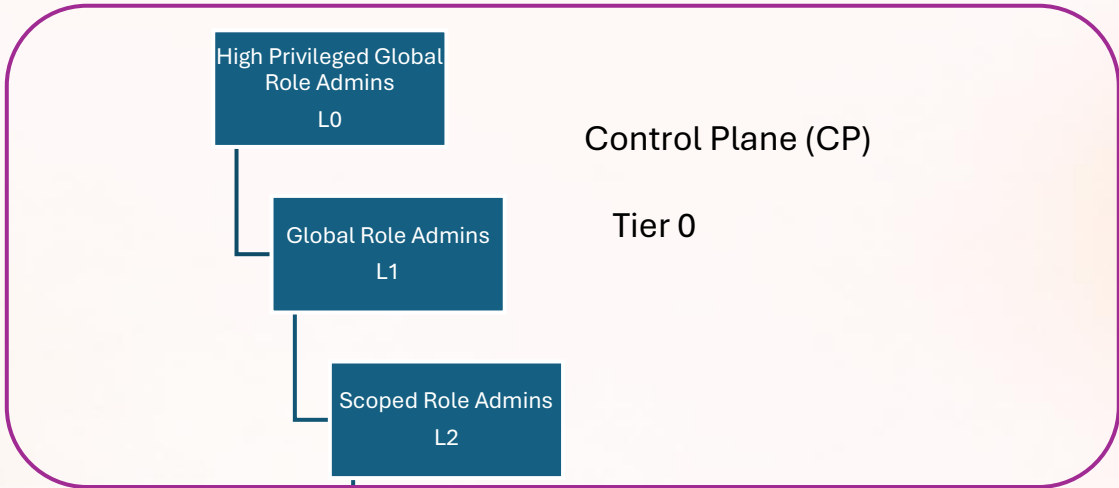 High Privileged Global
Role Admins
L0
Control Plane (CP)
Tier 0
Global Role Admins
L1
Scoped Role Admins
L2